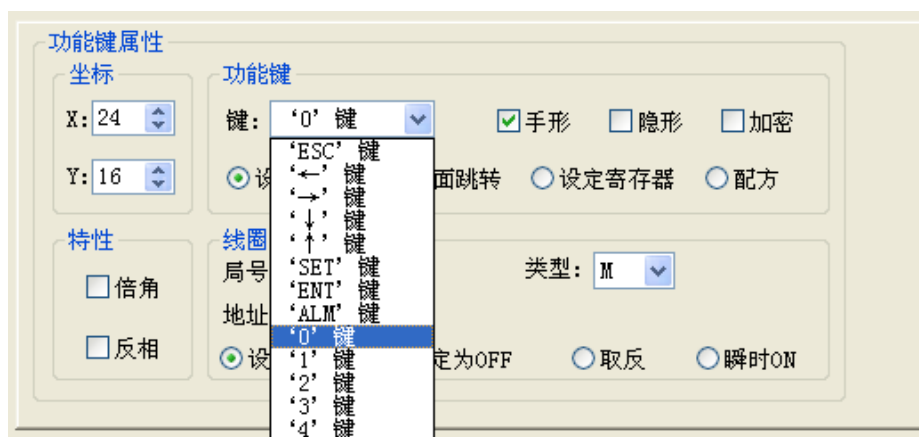 功能键属性
坐标
功能键
X: 24
键: ‘0’ 键
手形 隐形 加密
‘ESC’ 键
Y: 16
‘←’ 键
设 面跳转 设定寄存器 配方
‘→’ 键
‘↓’ 键
特性
线圈
‘↑’ 键
局号
‘SET’ 键
类型: M
倍角
‘ENT’ 键
地址
‘ALM’ 键
‘0’ 键
反相
设 定为OFF 取反 瞬时ON
‘1’ 键
‘2’ 键
‘3’ 键
‘4’ 键